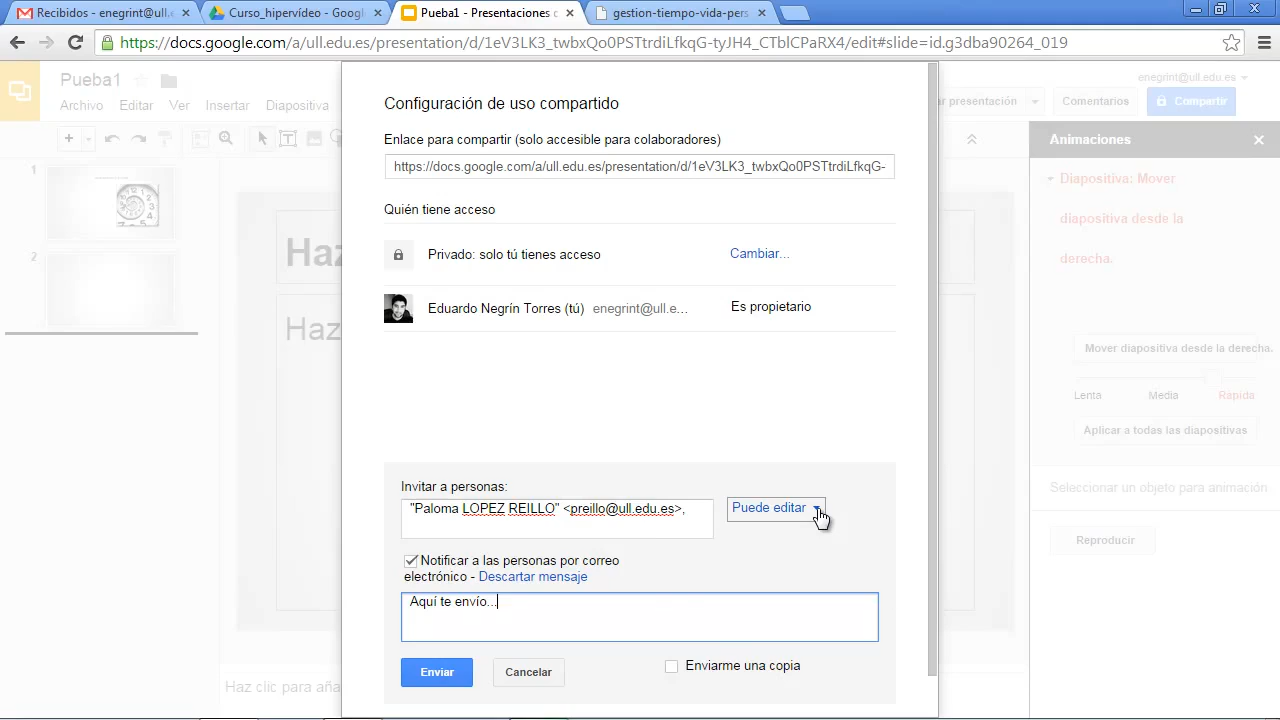 Recibidos - enegrint@ull.e
Curso_hipervídeo - Googl
Pueba1 - Presentaciones d
gestion-tiempo-vida-pers
https://docs.google.com/a/ull.edu.es/presentation/d/1eV3LK3_twbxQo0PSTtrdiLfkqG-tyJH4_CTblCPaRX4/edit#slide=id.g3dba90264_019
Pueba1
enegrint@ull.edu.es
Archivo Editar Ver Insertar Diapositiva
ar presentación
Comentarios
Compartir
Configuración de uso compartido
Enlace para compartir (solo accesible para colaboradores)
https://docs.google.com/a/ull.edu.es/presentation/d/1eV3LK3_twbxQo0PSTtrdiLfkqG-
Quién tiene acceso
Privado: solo tú tienes acceso
Cambiar...
Eduardo Negrín Torres (tú) enegrint@ull.e...
Es propietario
Invitar a personas:
"Paloma LOPEZ REILLO" <preillo@ull.edu.es>,
Puede editar
Notificar a las personas por correo
electrónico - Descartar mensaje
Aquí te envío...
Enviar
Cancelar
Enviarme una copia
1
2
Haz
Haz
Haz clic para aña
Animaciones
Diapositiva: Mover
diapositiva desde la
derecha.
Mover diapositiva desde la derecha.
Lenta Media Rápida
Aplicar a todas las diapositivas
Seleccionar un objeto para animación
Reproducir